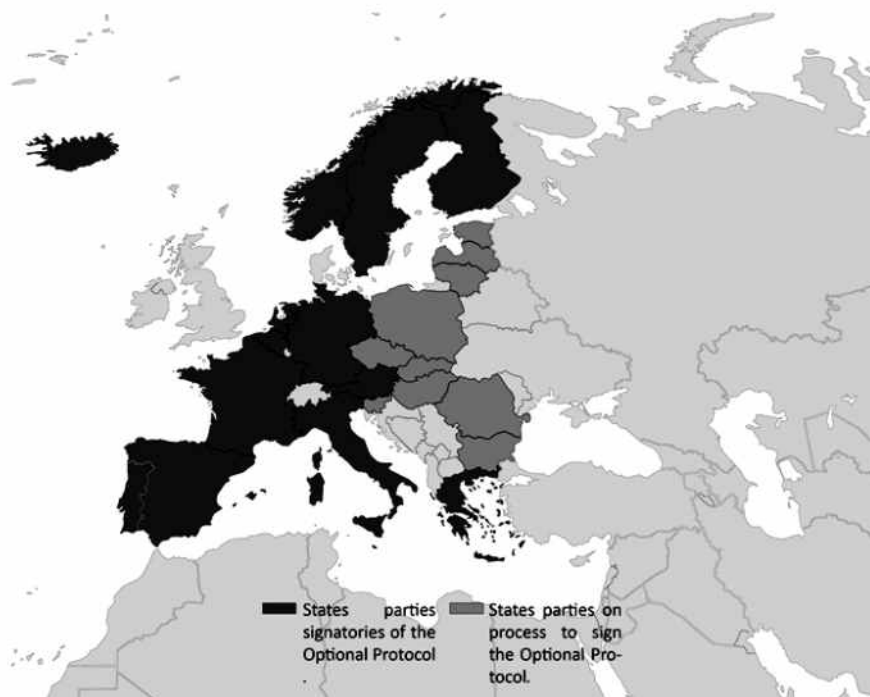 States parties
signatories of the
Optional Protocol
States parties on
process to sign
the Optional Pro-
tocol.